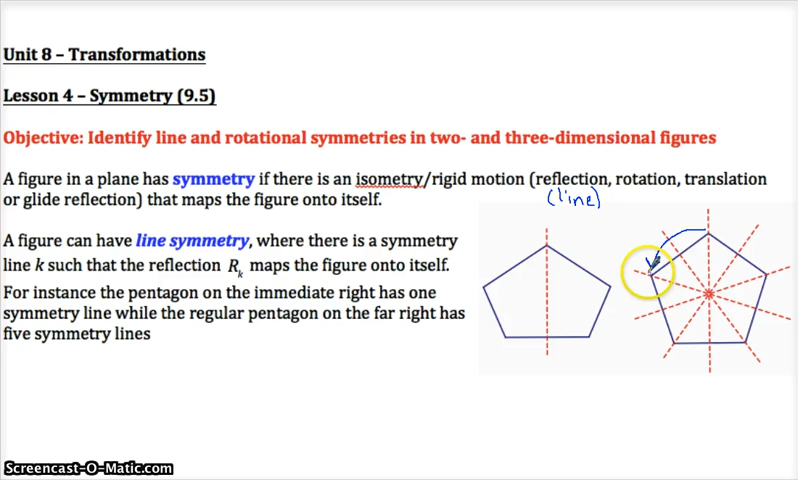 Unit 8 – Transformations
Lesson 4 – Symmetry (9.5)
Objective: Identify line and rotational symmetries in two- and three-dimensional figures
A figure in a plane has symmetry if there is an isometry/rigid motion (reflection, rotation, translation
or glide reflection) that maps the figure onto itself.
(line)
A figure can have line symmetry, where there is a symmetry
line k such that the reflection Rk maps the figure onto itself.
For instance the pentagon on the immediate right has one
symmetry line while the regular pentagon on the far right has
five symmetry lines
Screencast-O-Matic.com